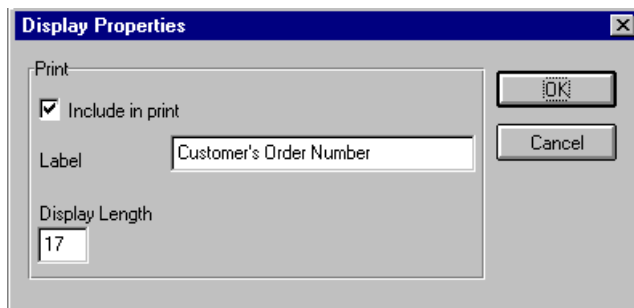 Display Properties
Print
Include in print
Label
Customer's Order Number
Display Length
17
OK
Cancel